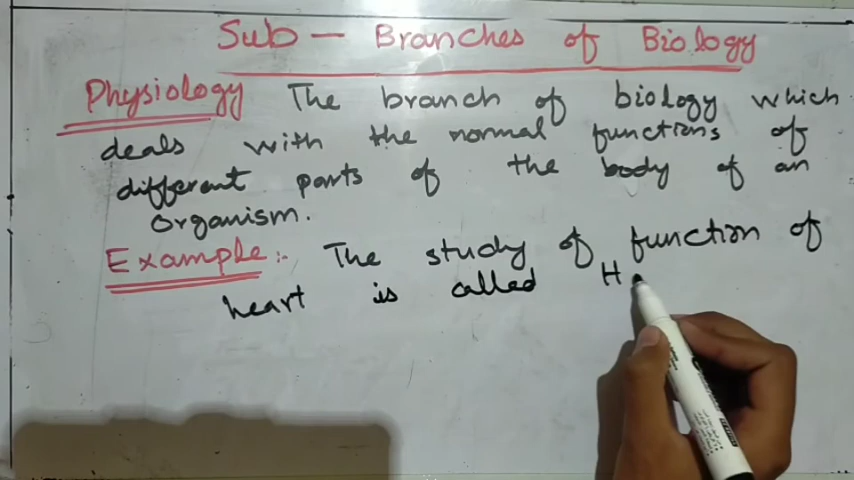 Sub - Branches of Biology
Physiology The branch of biology which
deals with the normal functions of
different parts of the body of an
organism.
Example:- The study of function of
heart is called H